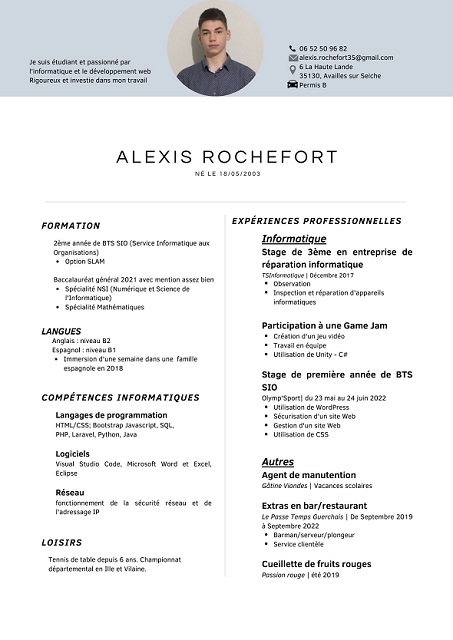 Je suis étudiant et passionné par
l'informatique et le développement web
Rigoureux et investie dans mon travail
06 52 50 96 82
alexis.rochefort35@gmail.com
6 La Haute Lande
35130, Availles sur Seiche
Permis B
ALEXIS ROCHEFORT
NÉ LE 18/05/2003
FORMATION
2ème année de BTS SIO (Service Informatique aux
Organisations)
Option SLAM
Baccalauréat général 2021 avec mention assez bien
Spécialité NSI (Numérique et Science de
l'Informatique)
Spécialité Mathématiques
LANGUES
Anglais : niveau B2
Espagnol : niveau B1
Immersion d'une semaine dans une famille
espagnole en 2018
COMPÉTENCES INFORMATIQUES
Langages de programmation
HTML/CSS; Bootstrap Javascript, SQL,
PHP, Laravel, Python, Java
Logiciels
Visual Studio Code, Microsoft Word et Excel,
Eclipse
Réseau
fonctionnement de la sécurité réseau et de
l'adressage IP
LOISIRS
Tennis de table depuis 6 ans. Championnat
départemental en Ille et Vilaine.
EXPÉRIENCES PROFESSIONNELLES
Informatique
Stage de 3ème en entreprise de
réparation informatique
TSInformatique | Décembre 2017
Observation
Inspection et réparation d'appareils
informatiques
Participation à une Game Jam
Création d'un jeu vidéo
Travail en équipe
Utilisation de Unity - C#
Stage de première année de BTS
SIO
Olymp'Sport| du 23 mai au 24 juin 2022
Utilisation de WordPress
Sécurisation d'un site Web
Gestion d'un site Web
Utilisation de CSS
Autres
Agent de manutention
Gâtine Viandes | Vacances scolaires
Extras en bar/restaurant
Le Passe Temps Guerchais | De Septembre 2019
à Septembre 2022
Barman/serveur/plongeur
Service clientèle
Cueillette de fruits rouges
Passion rouge | été 2019